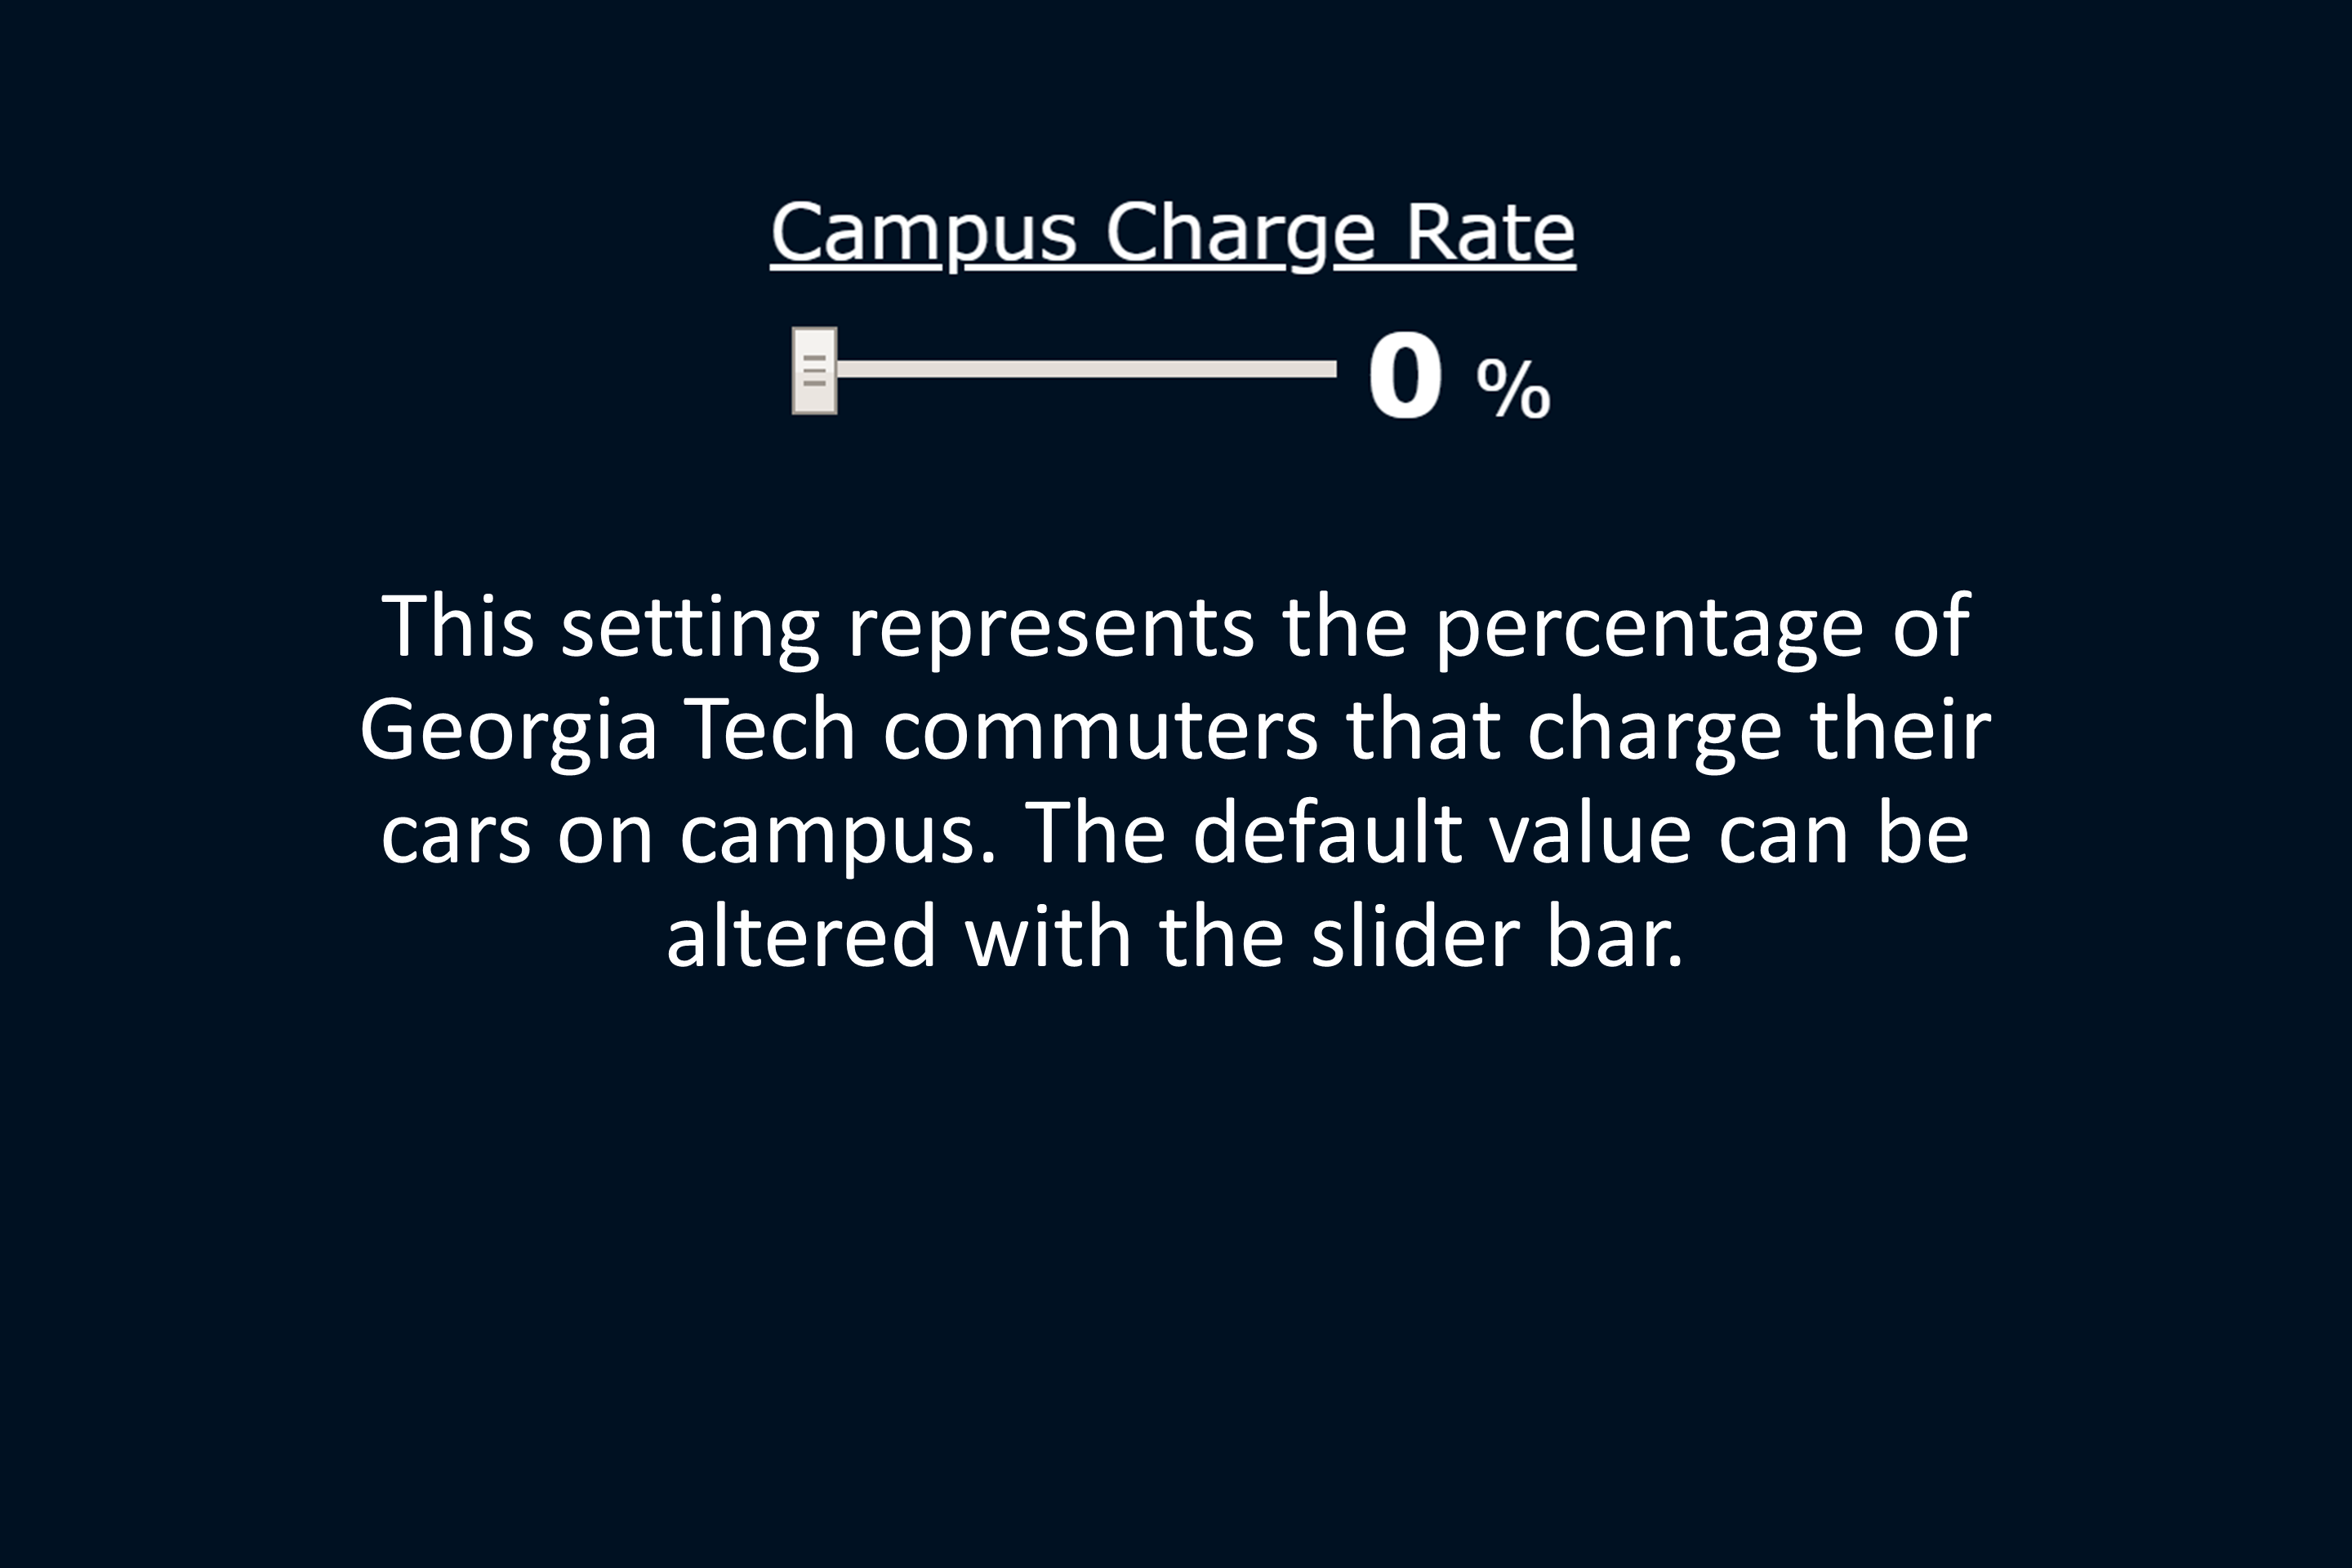 Campus Charge Rate
0 %
This setting represents the percentage of
Georgia Tech commuters that charge their
cars on campus. The default value can be
altered with the slider bar.